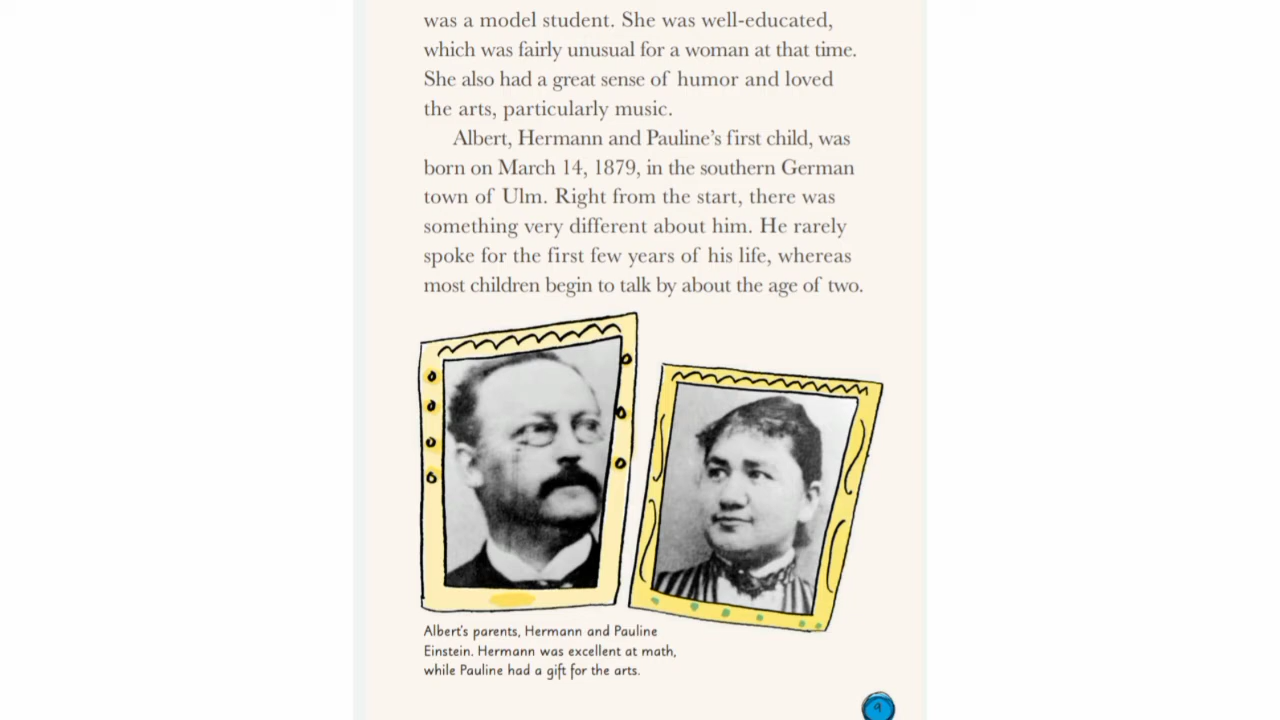 was a model student. She was well-educated,
which was fairly unusual for a woman at that time.
She also had a great sense of humor and loved
the arts, particularly music.
Albert, Hermann and Pauline’s first child, was
born on March 14, 1879, in the southern German
town of Ulm. Right from the start, there was
something very different about him. He rarely
spoke for the first few years of his life, whereas
most children begin to talk by about the age of two.
Albert's parents, Hermann and Pauline
Einstein. Hermann was excellent at math,
while Pauline had a gift for the arts.
9